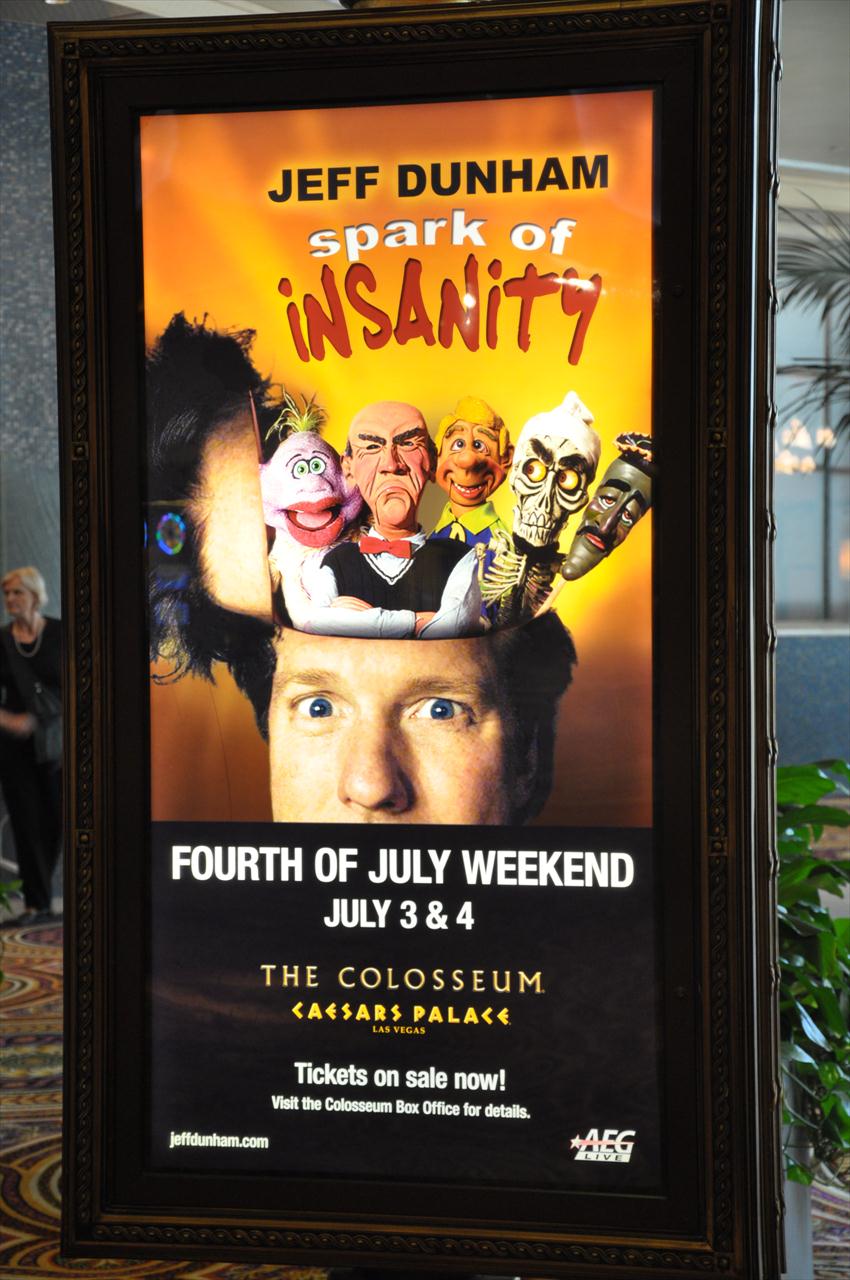 JEFF DUNHAM
spark of
iNSANiTY
FOURTH OF JULY WEEKEND
JULY 3 & 4
THE COLOSSEUM
CAESARS PALACE
LAS VEGAS
Tickets on sale now!
Visit the Colosseum Box Office for details.
jeffdunham.com
AEG
LIVE